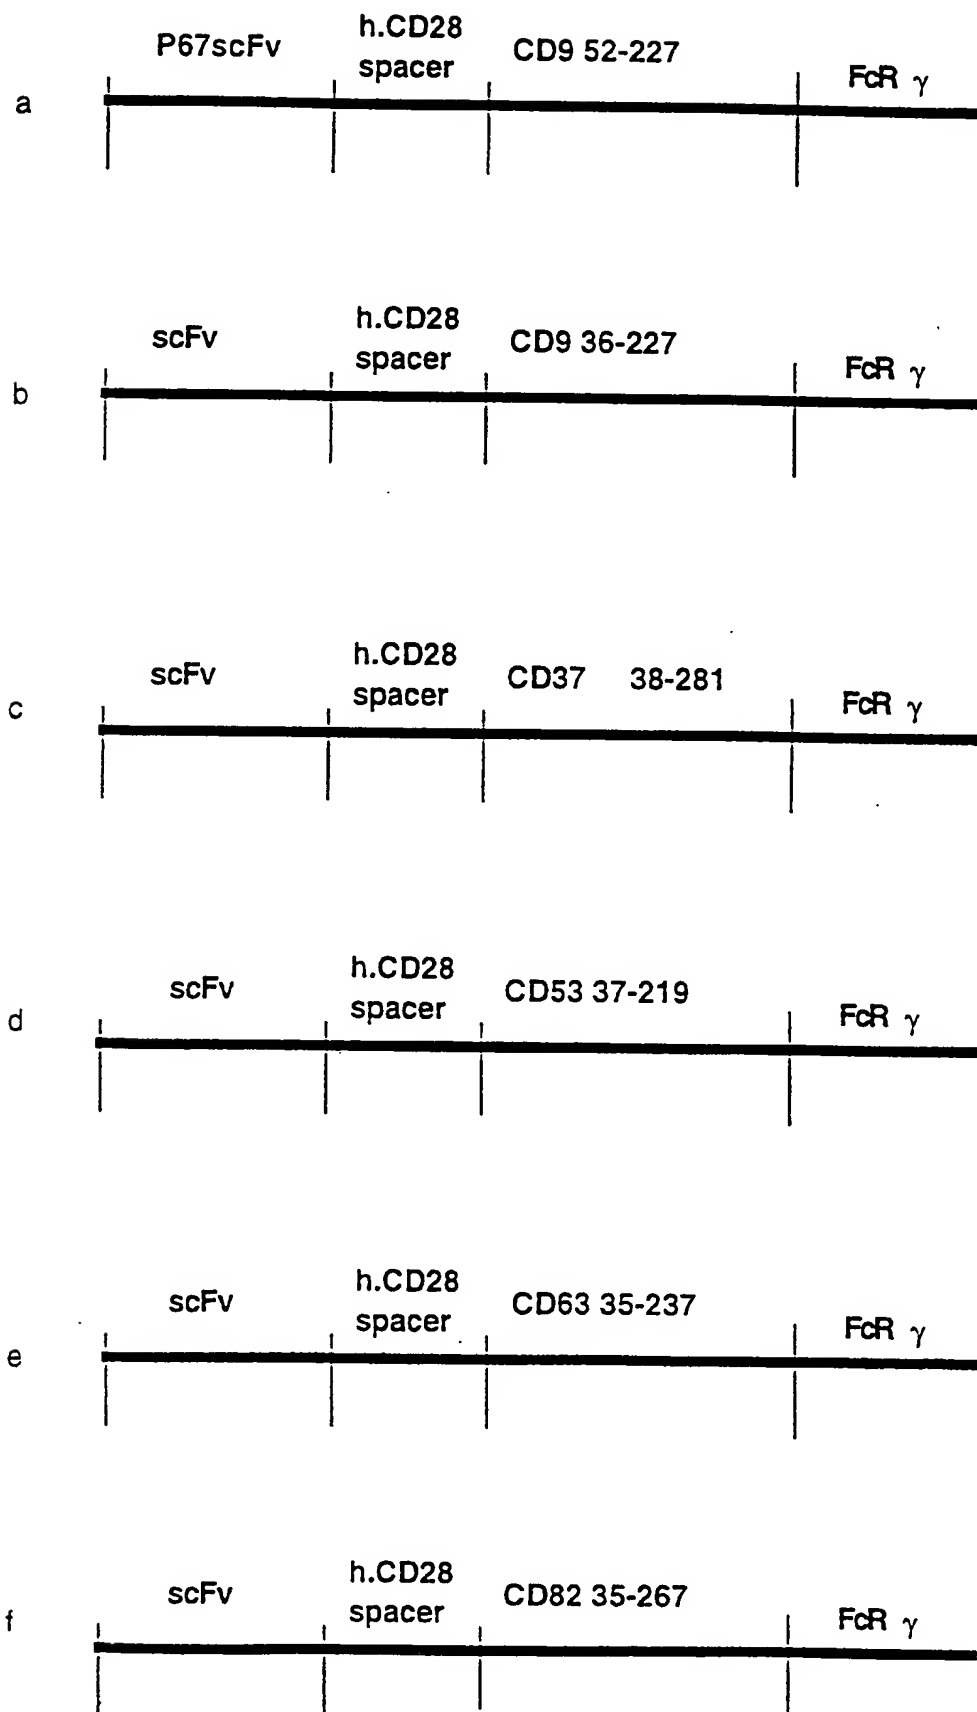 a
P67scFv
h.CD28
spacer
CD9 52-227
FcR γ
b
scFv
h.CD28
spacer
CD9 36-227
FcR γ
c
scFv
h.CD28
spacer
CD37 38-281
FcR γ
d
scFv
h.CD28
spacer
CD53 37-219
FcR γ
e
scFv
h.CD28
spacer
CD63 35-237
FcR γ
f
scFv
h.CD28
spacer
CD82 35-267
FcR γ